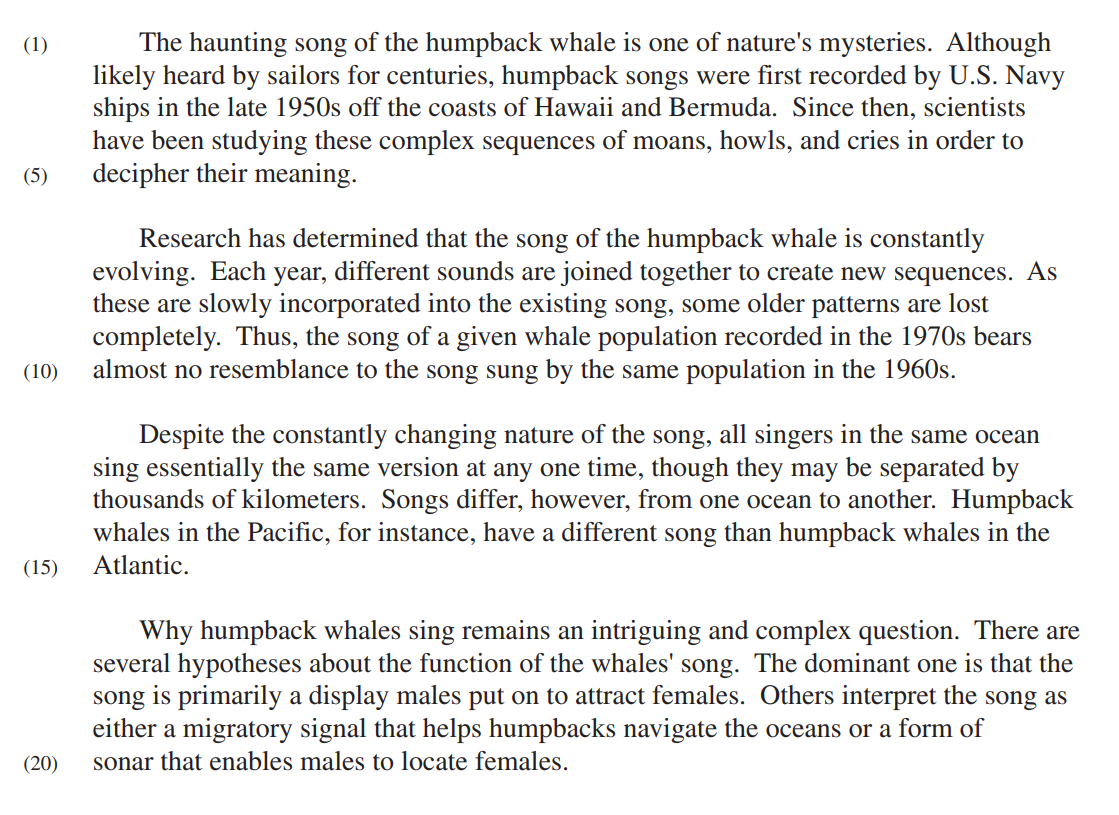 (1) The haunting song of the humpback whale is one of nature's mysteries. Although
likely heard by sailors for centuries, humpback songs were first recorded by U.S. Navy
ships in the late 1950s off the coasts of Hawaii and Bermuda. Since then, scientists
have been studying these complex sequences of moans, howls, and cries in order to
(5) decipher their meaning.
Research has determined that the song of the humpback whale is constantly
evolving. Each year, different sounds are joined together to create new sequences. As
these are slowly incorporated into the existing song, some older patterns are lost
completely. Thus, the song of a given whale population recorded in the 1970s bears
(10) almost no resemblance to the song sung by the same population in the 1960s.
Despite the constantly changing nature of the song, all singers in the same ocean
sing essentially the same version at any one time, though they may be separated by
thousands of kilometers. Songs differ, however, from one ocean to another. Humpback
whales in the Pacific, for instance, have a different song than humpback whales in the
(15) Atlantic.
Why humpback whales sing remains an intriguing and complex question. There are
several hypotheses about the function of the whales' song. The dominant one is that the
song is primarily a display males put on to attract females. Others interpret the song as
either a migratory signal that helps humpbacks navigate the oceans or a form of
(20) sonar that enables males to locate females.